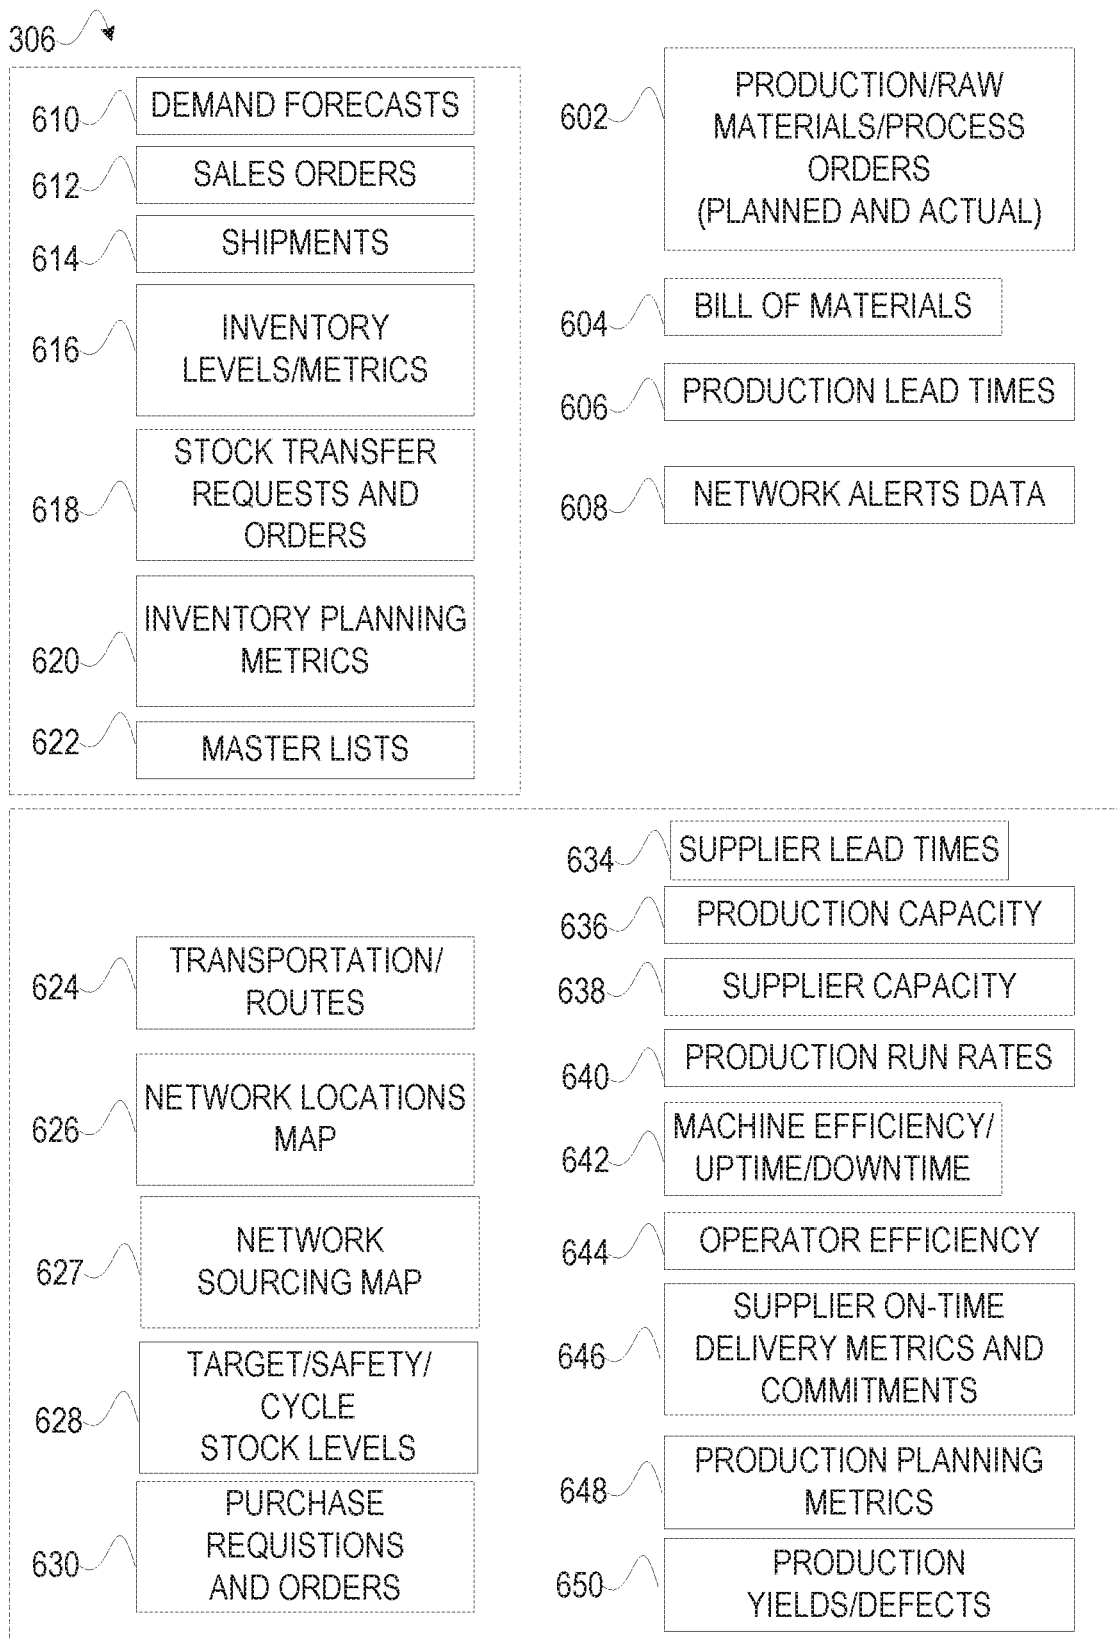 306
610
DEMAND FORECASTS
612
SALES ORDERS
614
SHIPMENTS
616
INVENTORY
LEVELS/METRICS
618
STOCK TRANSFER
REQUESTS AND
ORDERS
620
INVENTORY PLANNING
METRICS
622
MASTER LISTS
602
PRODUCTION/RAW
MATERIALS/PROCESS
ORDERS
(PLANNED AND ACTUAL)
604
BILL OF MATERIALS
606
PRODUCTION LEAD TIMES
608
NETWORK ALERTS DATA
624
TRANSPORTATION/
ROUTES
626
NETWORK LOCATIONS
MAP
627
NETWORK
SOURCING MAP
628
TARGET/SAFETY/
CYCLE
STOCK LEVELS
630
PURCHASE
REQUISTIONS
AND ORDERS
634
SUPPLIER LEAD TIMES
636
PRODUCTION CAPACITY
638
SUPPLIER CAPACITY
640
PRODUCTION RUN RATES
642
MACHINE EFFICIENCY/
UPTIME/DOWNTIME
644
OPERATOR EFFICIENCY
646
SUPPLIER ON-TIME
DELIVERY METRICS AND
COMMITMENTS
648
PRODUCTION PLANNING
METRICS
650
PRODUCTION
YIELDS/DEFECTS